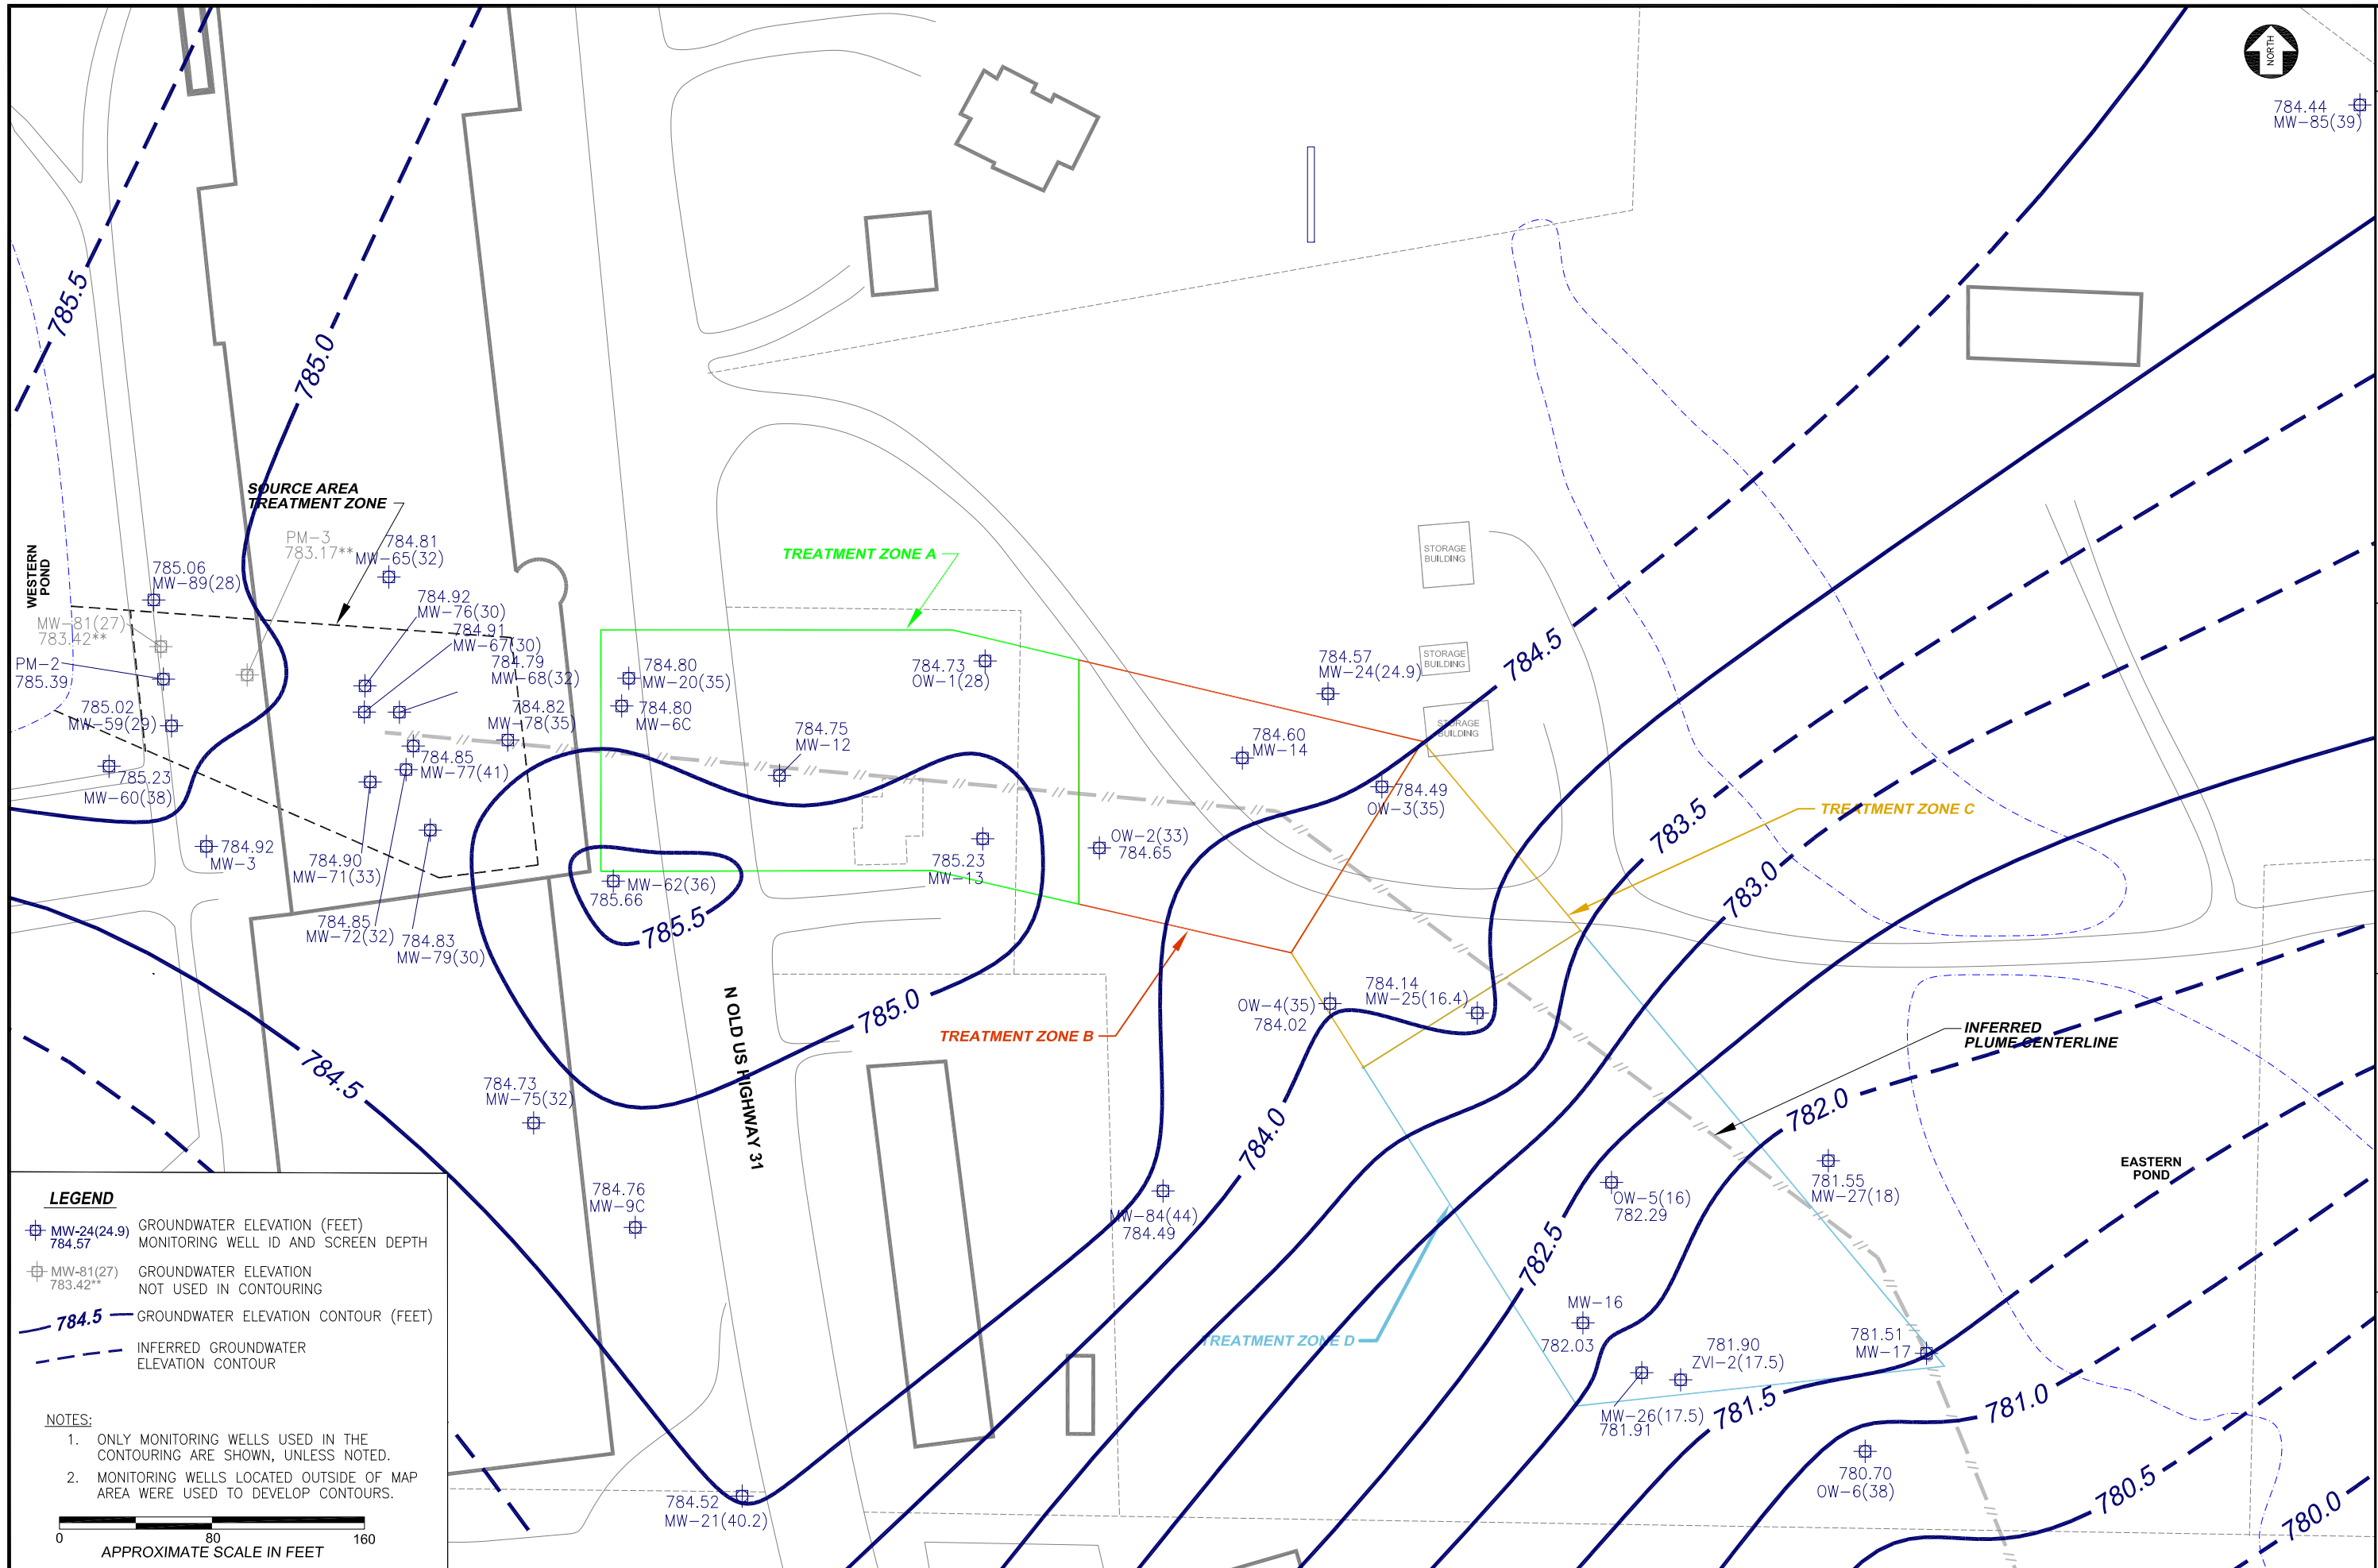 NORTH
784.44
MW-85(39)
785.5
785.0
SOURCE AREA
TREATMENT ZONE
PM-3
783.17**
784.81
MW-65(32)
WESTERN
POND
785.06
MW-89(28)
784.92
MW-76(30)
MW-81(27)
783.42**
784.91
MW-67(30)
784.79
MW-68(32)
PM-2
785.39
785.02
MW-59(29)
784.82
MW-78(35)
785.23
MW-60(38)
784.85
MW-77(41)
784.92
MW-3
784.90
MW-71(33)
784.85
MW-72(32)
784.83
MW-79(30)
TREATMENT ZONE A
784.80
MW-20(35)
784.80
MW-6C
784.73
OW-1(28)
784.75
MW-12
785.23
MW-13
MW-62(36)
785.66
785.5
785.0
OW-2(33)
784.65
784.57
MW-24(24.9)
784.60
MW-14
784.49
OW-3(35)
STORAGE
BUILDING
STORAGE
BUILDING
STORAGE
BUILDING
784.5
783.5
783.0
TREATMENT ZONE C
784.14
MW-25(16.4)
OW-4(35)
784.02
TREATMENT ZONE B
N OLD US HIGHWAY 31
784.5
784.73
MW-75(32)
784.76
MW-9C
784.0
MW-84(44)
784.49
INFERRED
PLUME CENTERLINE
782.0
EASTERN
POND
781.55
MW-27(18)
OW-5(16)
782.29
782.5
MW-16
782.03
TREATMENT ZONE D
781.90
ZVI-2(17.5)
781.51
MW-17
MW-26(17.5)
781.91
781.5
781.0
780.70
OW-6(38)
780.5
780.0
784.52
MW-21(40.2)
LEGEND
MW-24(24.9)
784.57
GROUNDWATER ELEVATION (FEET)
MONITORING WELL ID AND SCREEN DEPTH
MW-81(27)
783.42**
GROUNDWATER ELEVATION
NOT USED IN CONTOURING
784.5
GROUNDWATER ELEVATION CONTOUR (FEET)
INFERRED GROUNDWATER
ELEVATION CONTOUR
NOTES:
1. ONLY MONITORING WELLS USED IN THE
CONTOURING ARE SHOWN, UNLESS NOTED.
2. MONITORING WELLS LOCATED OUTSIDE OF MAP
AREA WERE USED TO DEVELOP CONTOURS.
0 80 160
APPROXIMATE SCALE IN FEET